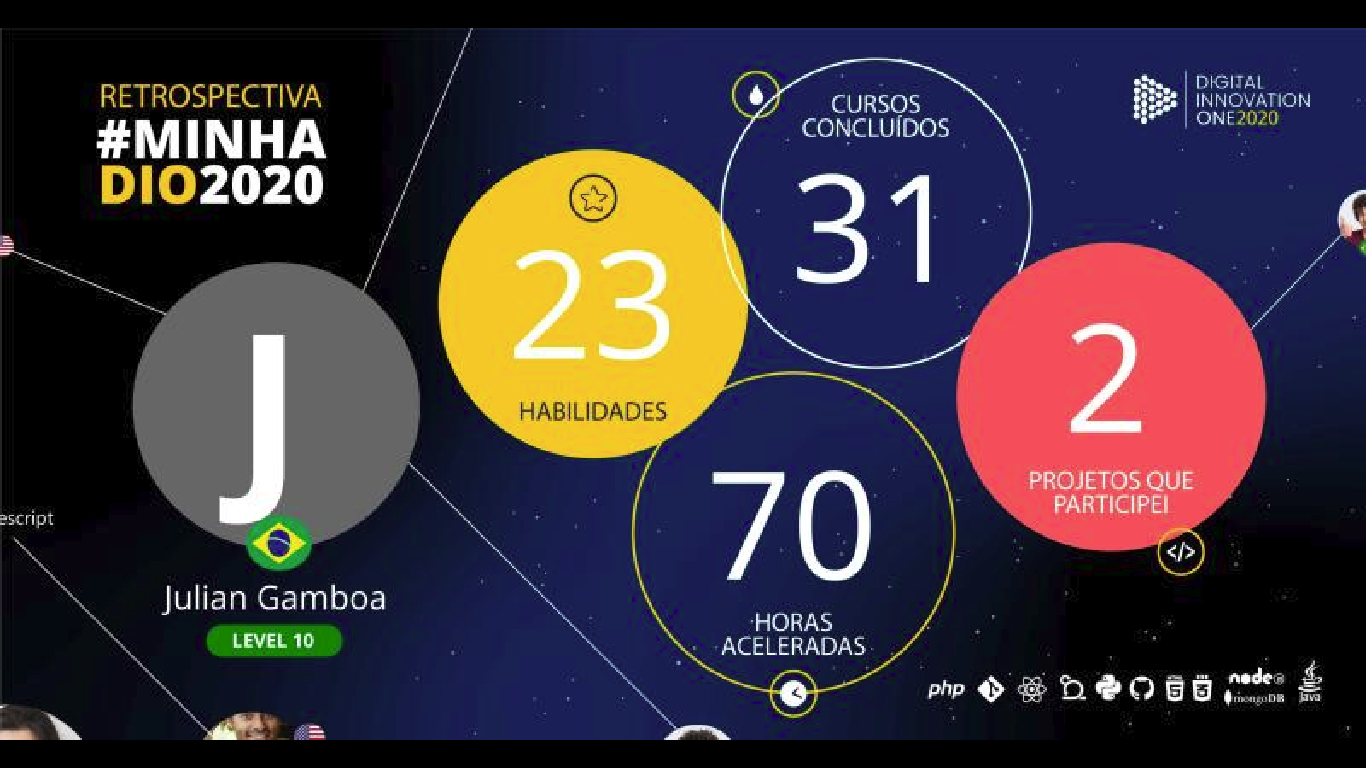 RETROSPECTIVA
#MINHA
DIO2020
J
Julian Gamboa
LEVEL 10
escript
23
HABILIDADES
CURSOS
CONCLUÍDOS
31
70
HORAS
ACELERADAS
2
PROJETOS QUE
PARTICIPEI
</>
DIGITAL
INNOVATION
ONE2020
php
node
mongoDB
Java